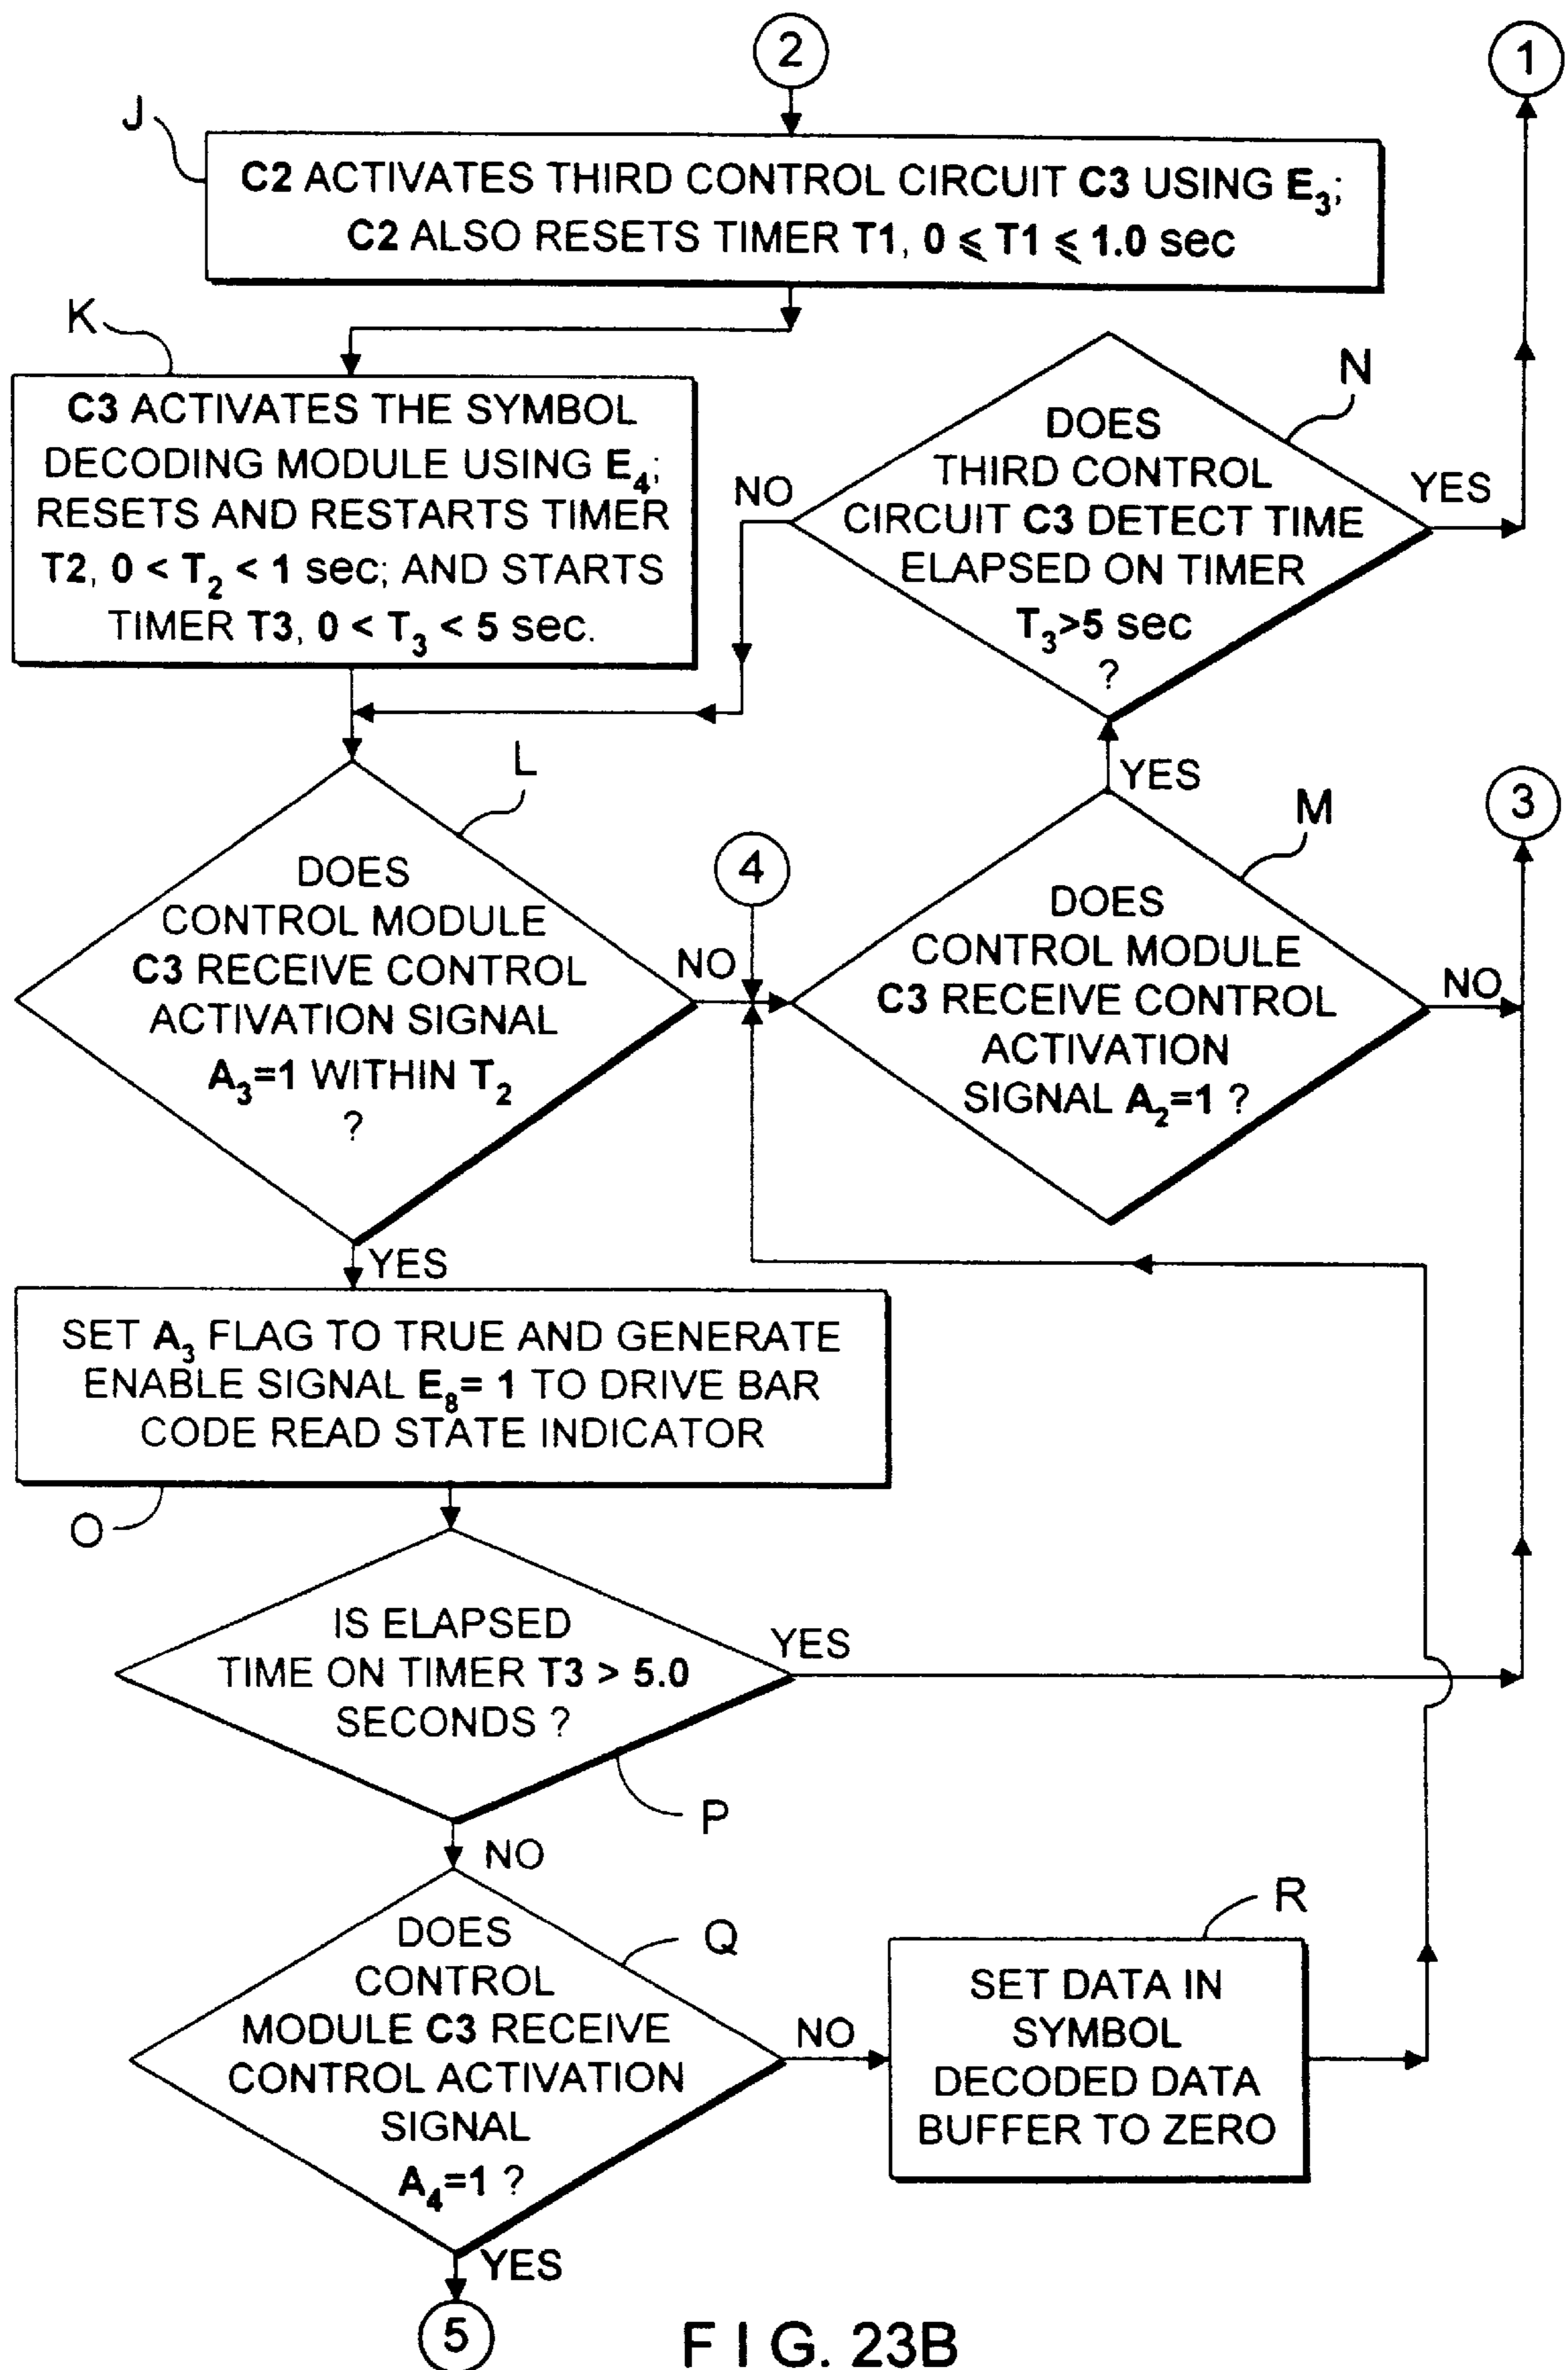 2
1
J
C2 ACTIVATES THIRD CONTROL CIRCUIT C3 USING E₃;
C2 ALSO RESETS TIMER T1, 0 ⩽ T1 ⩽ 1.0 sec
K
C3 ACTIVATES THE SYMBOL
DECODING MODULE USING E₄;
RESETS AND RESTARTS TIMER
T2, 0 < T₂ < 1 sec; AND STARTS
TIMER T3, 0 < T₃ < 5 sec.
N
DOES
THIRD CONTROL
CIRCUIT C3 DETECT TIME
ELAPSED ON TIMER
T₃>5 sec
?
NO
YES
L
DOES
CONTROL MODULE
C3 RECEIVE CONTROL
ACTIVATION SIGNAL
A₃=1 WITHIN T₂
?
NO
YES
4
YES
M
3
DOES
CONTROL MODULE
C3 RECEIVE CONTROL
ACTIVATION
SIGNAL A₂=1 ?
NO
SET A₃ FLAG TO TRUE AND GENERATE
ENABLE SIGNAL E₈= 1 TO DRIVE BAR
CODE READ STATE INDICATOR
O
IS ELAPSED
TIME ON TIMER T3 > 5.0
SECONDS ?
YES
P
NO
DOES
CONTROL
MODULE C3 RECEIVE
CONTROL ACTIVATION
SIGNAL
A₄=1 ?
Q
NO
R
SET DATA IN
SYMBOL
DECODED DATA
BUFFER TO ZERO
YES
5
FIG. 23B